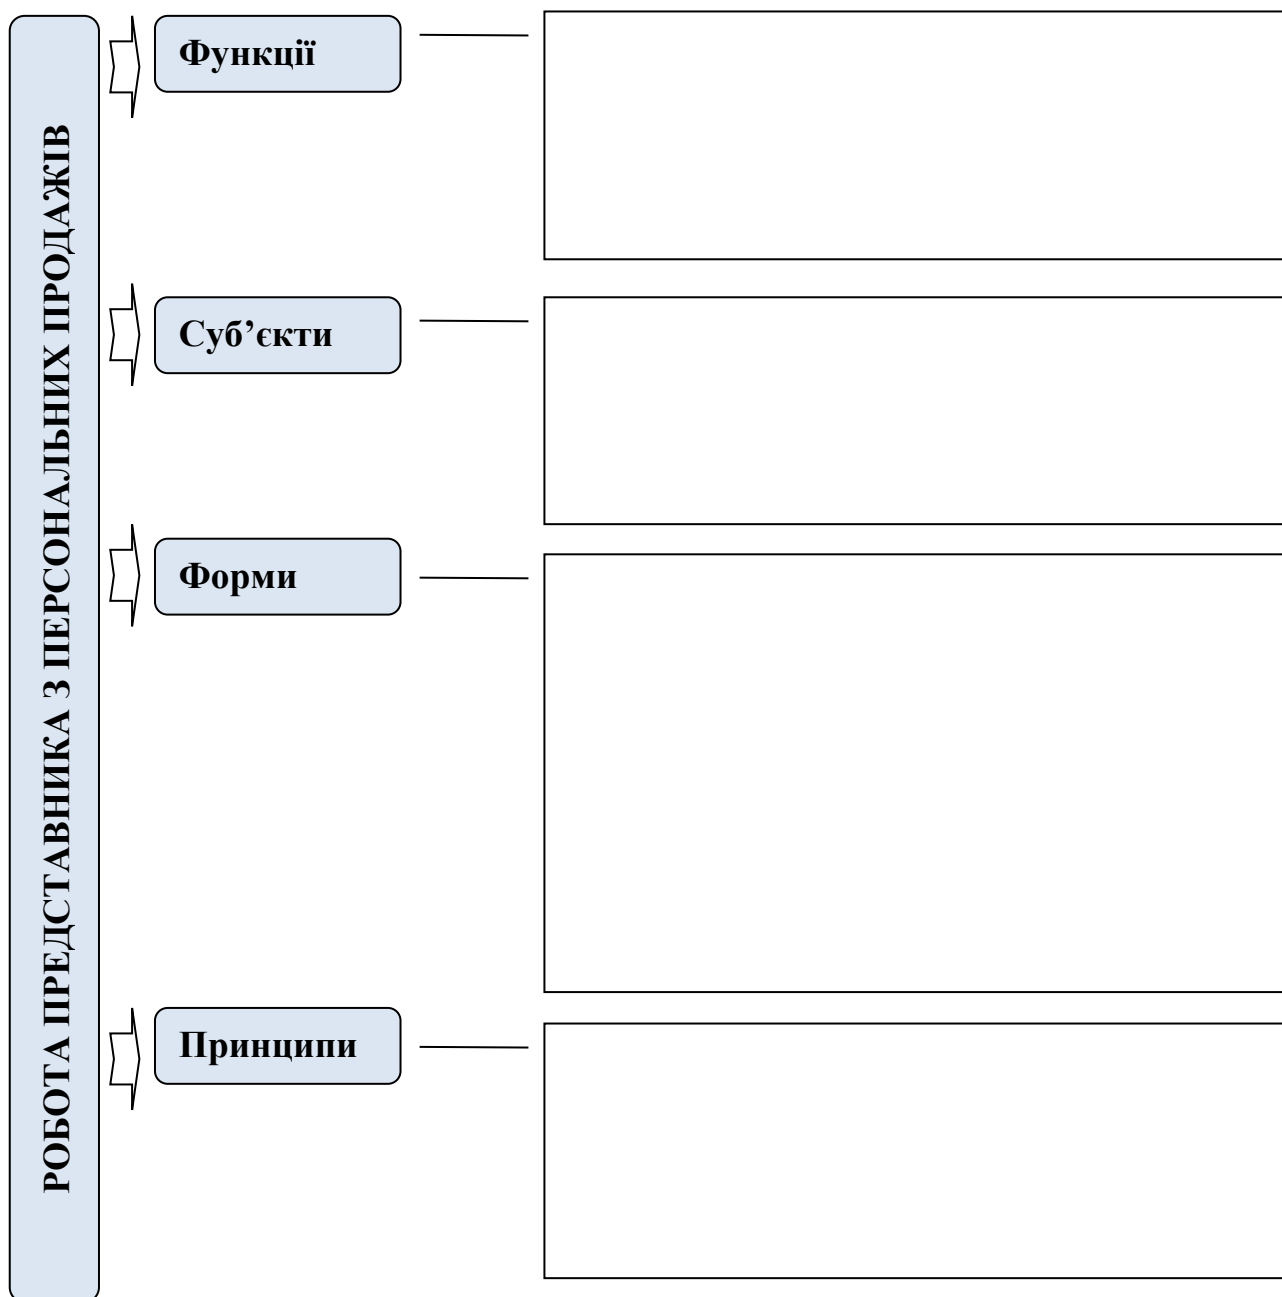 РОБОТА ПРЕДСТАВНИКА З ПЕРСОНАЛЬНИХ ПРОДАЖІВ
Функції
Суб’єкти
Форми
Принципи